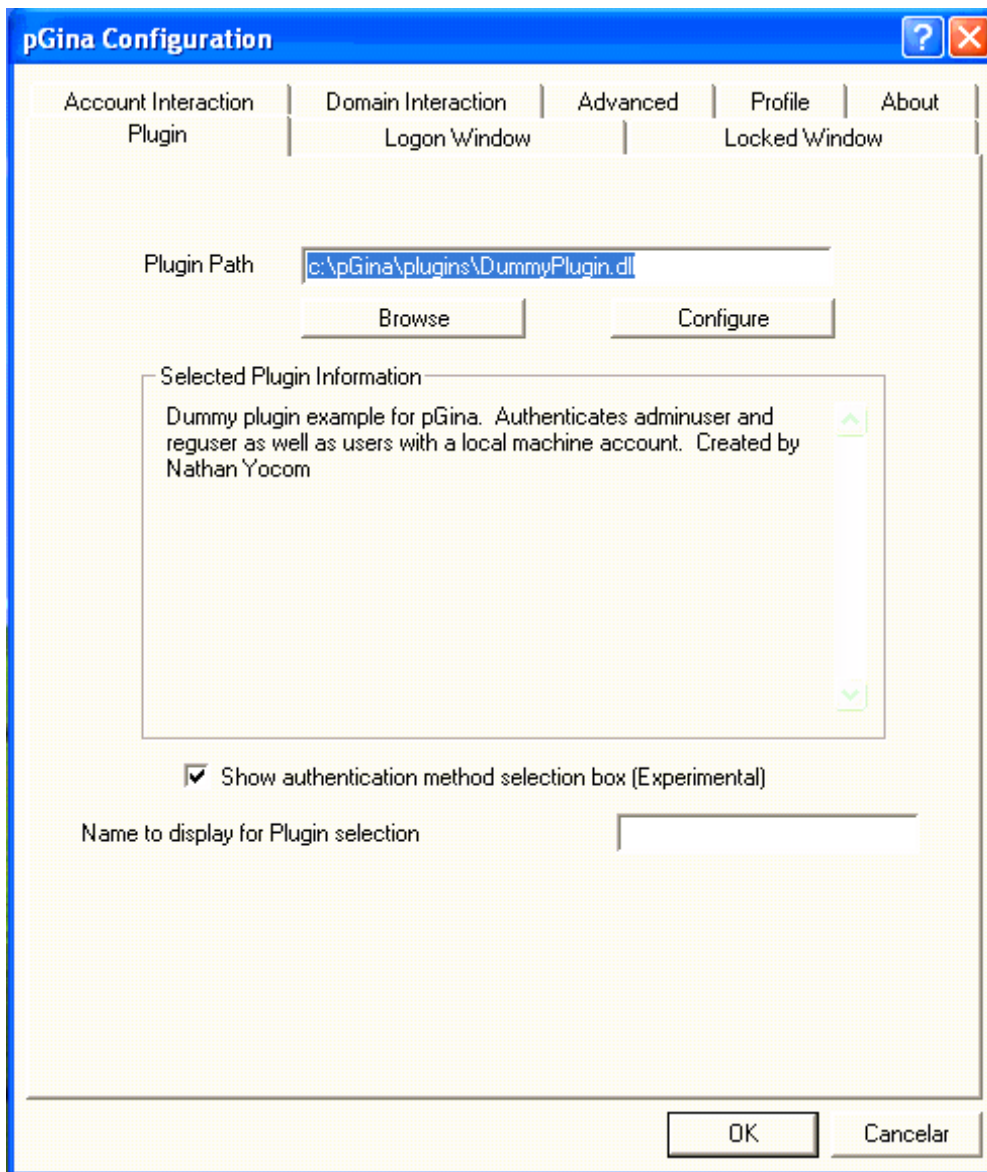 pGina Configuration
Account Interaction
Domain Interaction
Advanced
Profile
About
Plugin
Logon Window
Locked Window
Plugin Path
c:\pGina\plugins\DummyPlugin.dll
Browse
Configure
Selected Plugin Information
Dummy plugin example for pGina. Authenticates adminuser and
reguser as well as users with a local machine account. Created by
Nathan Yocom
Show authentication method selection box (Experimental)
Name to display for Plugin selection
OK
Cancelar